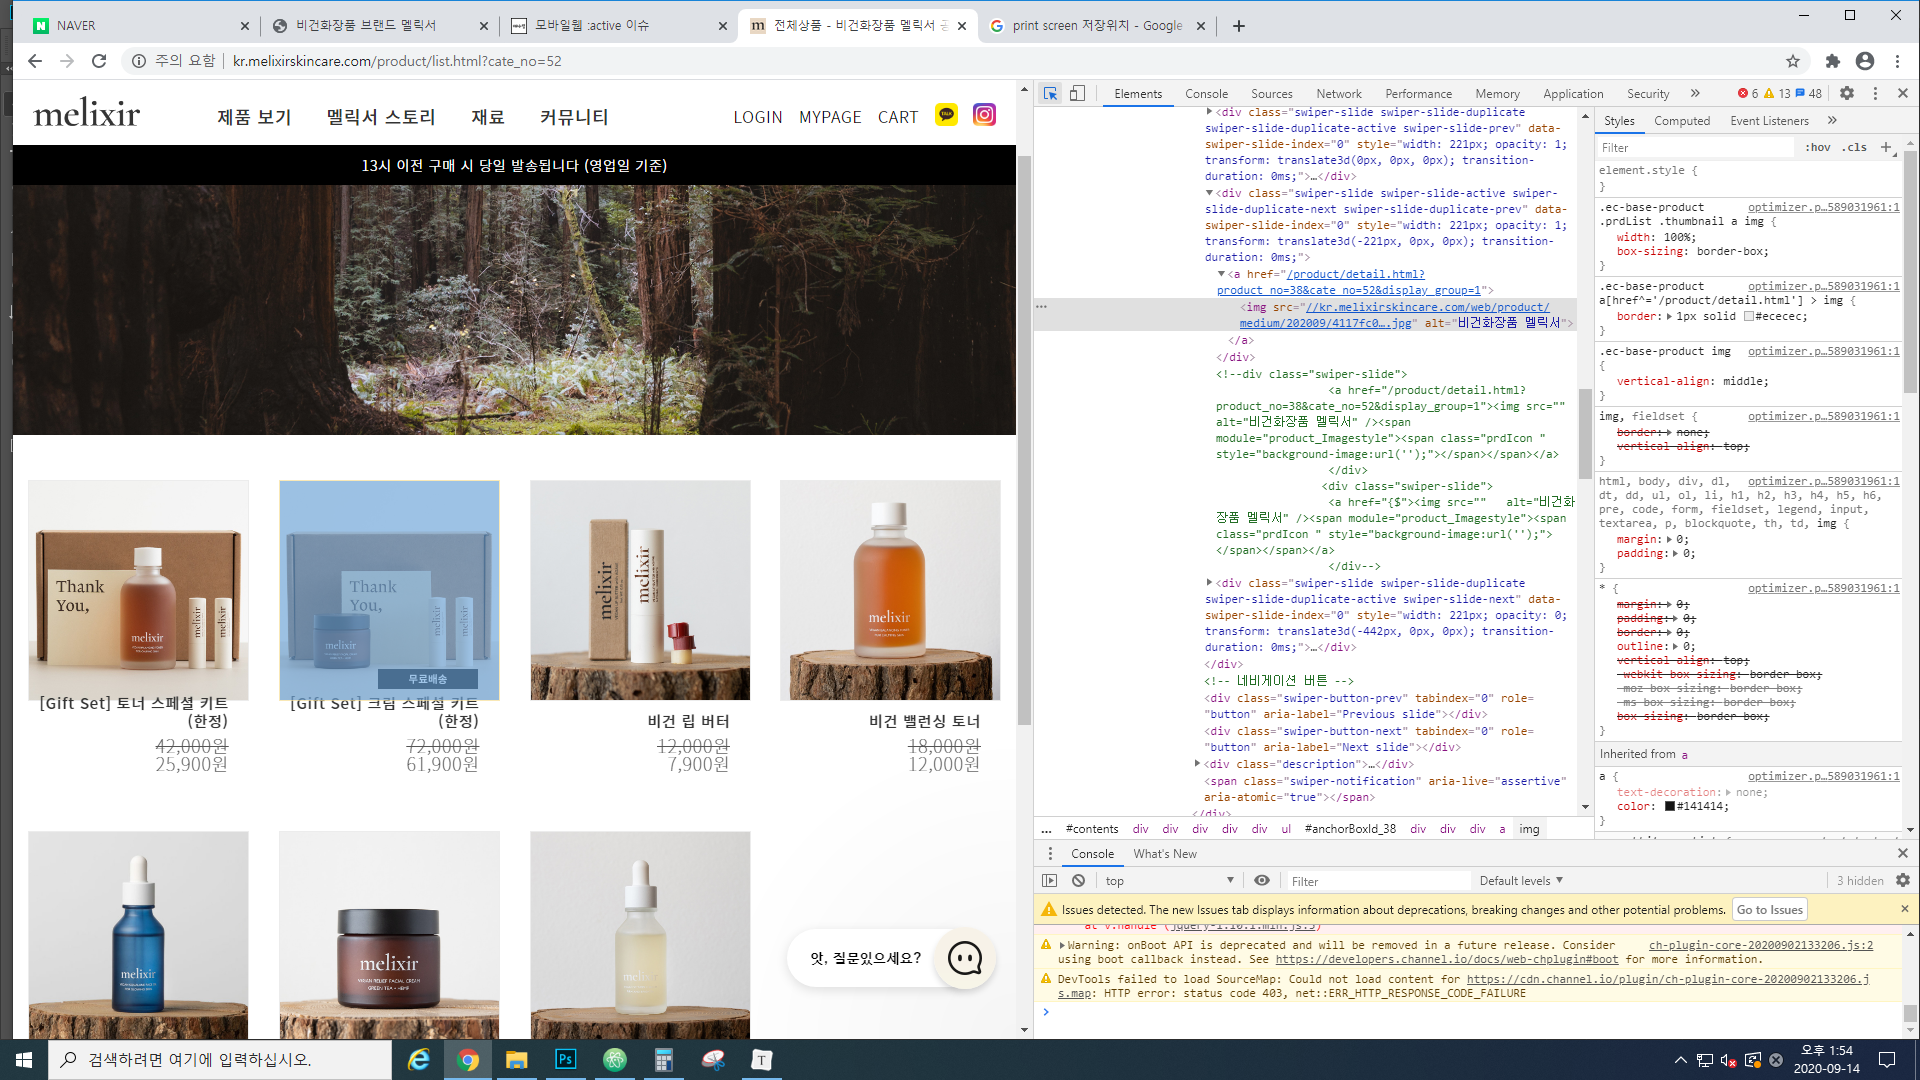 NAVER
비건화장품 브랜드 멜릭서
모바일웹 :active 이슈
전체상품 - 비건화장품 멜릭서 공
print screen 저장위치 - Google
주의 요함
kr.melixirskincare.com/product/list.html?cate_no=52
melixir
제품 보기
멜릭서 스토리
재료
커뮤니티
LOGIN
MYPAGE
CART
13시 이전 구매 시 당일 발송됩니다 (영업일 기준)
Thank
You,
melixir
Thank
You,
melixir
무료배송
melixir
melixir
melixir
[Gift Set] 토너 스페셜 키트
(한정)
42,000원
25,900원
[Gift Set] 크림 스페셜 키트
(한정)
72,000원
61,900원
비건 립 버터
12,000원
7,900원
비건 밸런싱 토너
18,000원
12,000원
melixir
melixir
VEGAN RELIEF FACIAL CREAM
GREEN TEA + HEMP
melixir
앗, 질문있으세요?
Elements
Console
Sources
Network
Performance
Memory
Application
Security
6
13
48
<div class="swiper-slide swiper-slide-duplicate
swiper-slide-duplicate-active swiper-slide-prev" data-
swiper-slide-index="0" style="width: 221px; opacity: 1;
transform: translate3d(0px, 0px, 0px); transition-
duration: 0ms;">…</div>
<div class="swiper-slide swiper-slide-active swiper-
slide-duplicate-next swiper-slide-duplicate-prev" data-
swiper-slide-index="0" style="width: 221px; opacity: 1;
transform: translate3d(-221px, 0px, 0px); transition-
duration: 0ms;">
<a href="/product/detail.html?
product_no=38&cate_no=52&display_group=1">
<img src="//kr.melixirskincare.com/web/product/
medium/202009/4117fc0….jpg" alt="비건화장품 멜릭서">
</a>
</div>
<!--div class="swiper-slide">
<a href="/product/detail.html?
product_no=38&cate_no=52&display_group=1"><img src=""
alt="비건화장품 멜릭서" /><span
module="product_Imagestyle"><span class="prdIcon "
style="background-image:url('');"></span></span></a>
</div>
<div class="swiper-slide">
<a href="{$"><img src="" alt="비건화
장품 멜릭서" /><span module="product_Imagestyle"><span
class="prdIcon " style="background-image:url('');">
</span></span></a>
</div-->
<div class="swiper-slide swiper-slide-duplicate
swiper-slide-duplicate-active swiper-slide-next" data-
swiper-slide-index="0" style="width: 221px; opacity: 0;
transform: translate3d(-442px, 0px, 0px); transition-
duration: 0ms;">…</div>
</div>
<!-- 네비게이션 버튼 -->
<div class="swiper-button-prev" tabindex="0" role=
"button" aria-label="Previous slide"></div>
<div class="swiper-button-next" tabindex="0" role=
"button" aria-label="Next slide"></div>
<div class="description">…</div>
<span class="swiper-notification" aria-live="assertive"
aria-atomic="true"></span>
</div>
... #contents div div div div div ul #anchorBoxId_38 div div div a img
Styles
Computed
Event Listeners
Filter
:hov .cls +
element.style {
}
.ec-base-product optimizer.p…589031961:1
.prdList .thumbnail a img {
width: 100%;
box-sizing: border-box;
}
.ec-base-product optimizer.p…589031961:1
a[href^='/product/detail.html'] > img {
border: 1px solid #ececec;
}
.ec-base-product img optimizer.p…589031961:1
{
vertical-align: middle;
}
img, fieldset { optimizer.p…589031961:1
border: none;
vertical-align: top;
}
html, body, div, dl, optimizer.p…589031961:1
dt, dd, ul, ol, li, h1, h2, h3, h4, h5, h6,
pre, code, form, fieldset, legend, input,
textarea, p, blockquote, th, td, img {
margin: 0;
padding: 0;
}
* { optimizer.p…589031961:1
margin: 0;
padding: 0;
border: 0;
outline: 0;
vertical-align: top;
-webkit-box-sizing: border-box;
-moz-box-sizing: border-box;
-ms-box-sizing: border-box;
box-sizing: border-box;
}
Inherited from a
a { optimizer.p…589031961:1
text-decoration: none;
color: #141414;
}
Console
What's New
top
Filter
Default levels
3 hidden
Issues detected. The new Issues tab displays information about deprecations, breaking changes and other potential problems.
Go to Issues
at v.handle (jquery-1.10.1.min.js:5)
Warning: onBoot API is deprecated and will be removed in a future release. Consider ch-plugin-core-20200902133206.js:2
using boot callback instead. See https://developers.channel.io/docs/web-chplugin#boot for more information.
DevTools failed to load SourceMap: Could not load content for https://cdn.channel.io/plugin/ch-plugin-core-20200902133206.j
s.map: HTTP error: status code 403, net::ERR_HTTP_RESPONSE_CODE_FAILURE
검색하려면 여기에 입력하십시오.
Ps
T
오후 1:54
2020-09-14